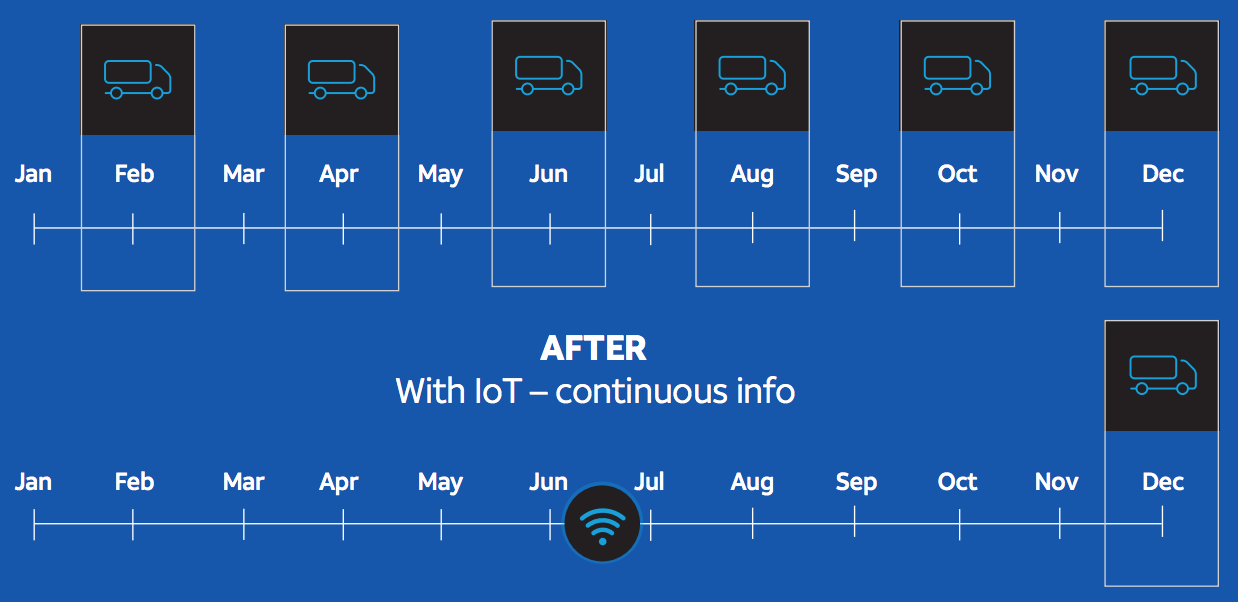 Jan Feb Mar Apr May Jun Jul Aug Sep Oct Nov Dec
AFTER
With IoT – continuous info
Jan Feb Mar Apr May Jun Jul Aug Sep Oct Nov Dec